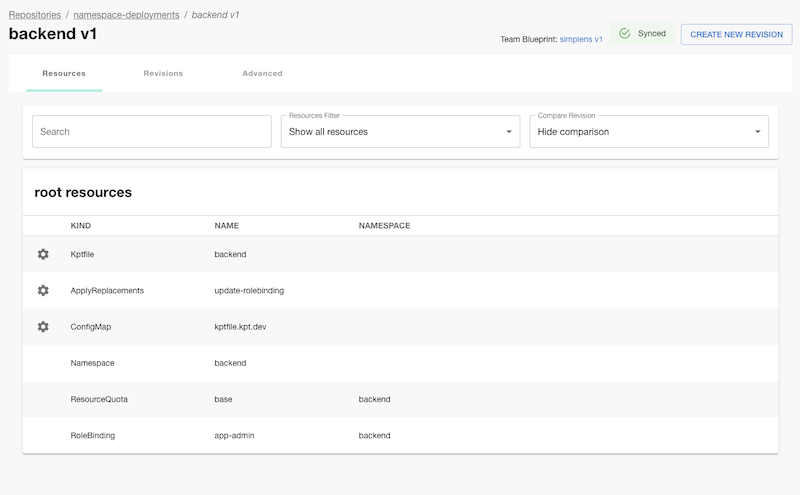 Repositories / namespace-deployments / backend v1
backend v1
Team Blueprint: simplens v1
Synced
CREATE NEW REVISION
Resources Revisions Advanced
Search
Resources Filter
Show all resources
Compare Revision
Hide comparison
root resources
KIND NAME NAMESPACE
Kptfile backend
ApplyReplacements update-rolebinding
ConfigMap kptfile.kpt.dev
Namespace backend
ResourceQuota base backend
RoleBinding app-admin backend